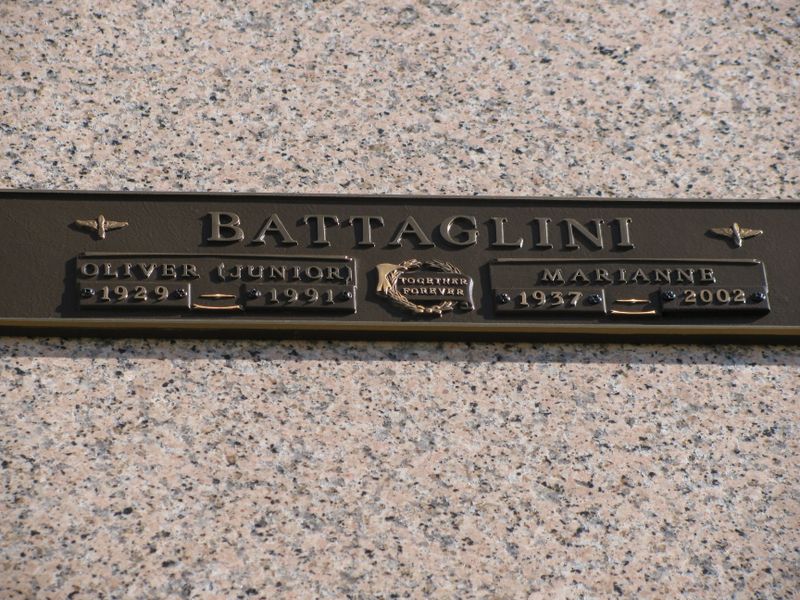 BATTAGLINI
OLIVER (JUNIOR)
1929 1991
TOGETHER
FOREVER
MARIANNE
1937 2002